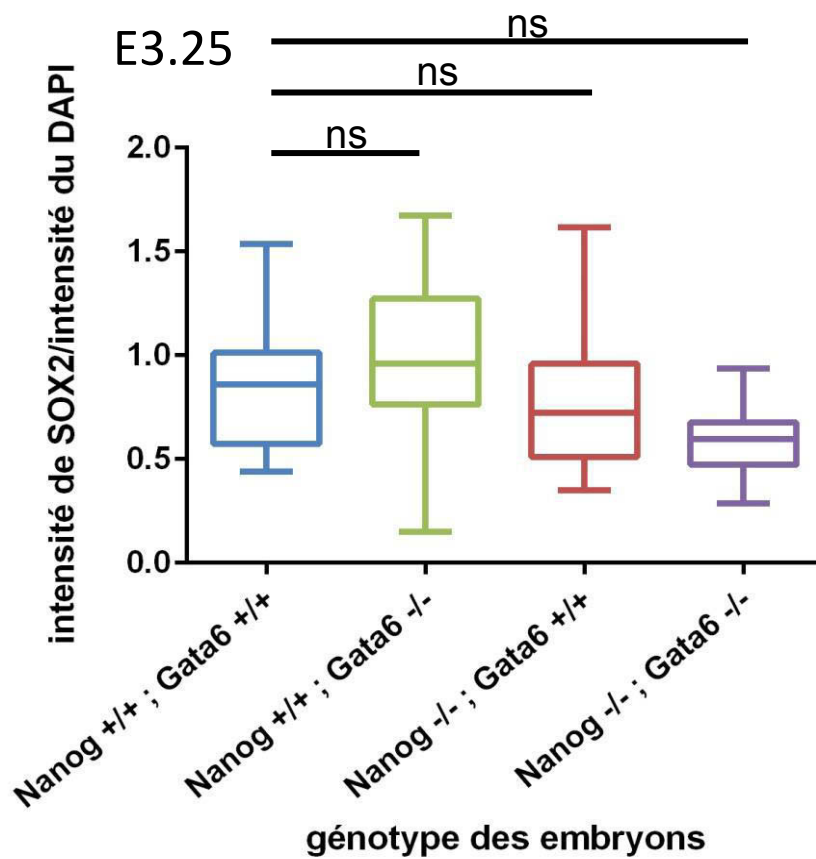 E3.25
ns
ns
ns
intensité de SOX2/intensité du DAPI
2.0
1.5
1.0
0.5
0.0
Nanog +/+ ; Gata6 +/+
Nanog +/+ ; Gata6 -/-
Nanog -/- ; Gata6 +/+
Nanog -/- ; Gata6 -/-
génotype des embryons